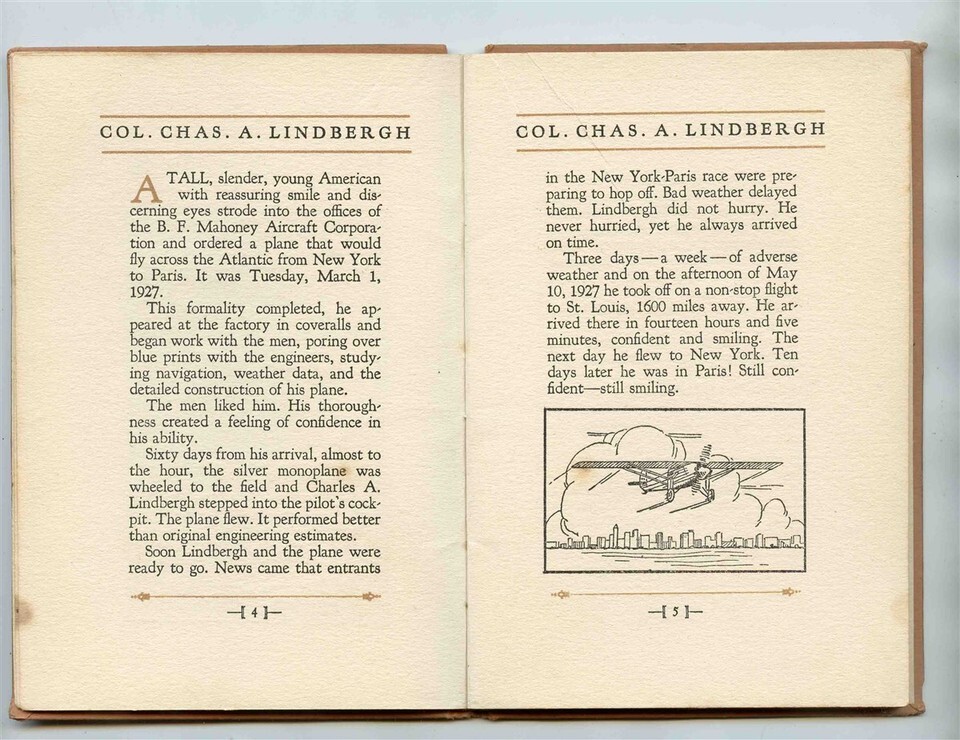 COL. CHAS. A. LINDBERGH
A TALL, slender, young American
with reassuring smile and dis-
cerning eyes strode into the offices of
the B. F. Mahoney Aircraft Corpora-
tion and ordered a plane that would
fly across the Atlantic from New York
to Paris. It was Tuesday, March 1,
1927.
This formality completed, he ap-
peared at the factory in coveralls and
began work with the men, poring over
blue prints with the engineers, study-
ing navigation, weather data, and the
detailed construction of his plane.
The men liked him. His thorough-
ness created a feeling of confidence in
his ability.
Sixty days from his arrival, almost to
the hour, the silver monoplane was
wheeled to the field and Charles A.
Lindbergh stepped into the pilot's cock-
pit. The plane flew. It performed better
than original engineering estimates.
Soon Lindbergh and the plane were
ready to go. News came that entrants
[4]
COL. CHAS. A. LINDBERGH
in the New York-Paris race were pre-
paring to hop off. Bad weather delayed
them. Lindbergh did not hurry. He
never hurried, yet he always arrived
on time.
Three days—a week—of adverse
weather and on the afternoon of May
10, 1927 he took off on a non-stop flight
to St. Louis, 1600 miles away. He ar-
rived there in fourteen hours and five
minutes, confident and smiling. The
next day he flew to New York. Ten
days later he was in Paris! Still con-
fident—still smiling.
[5]